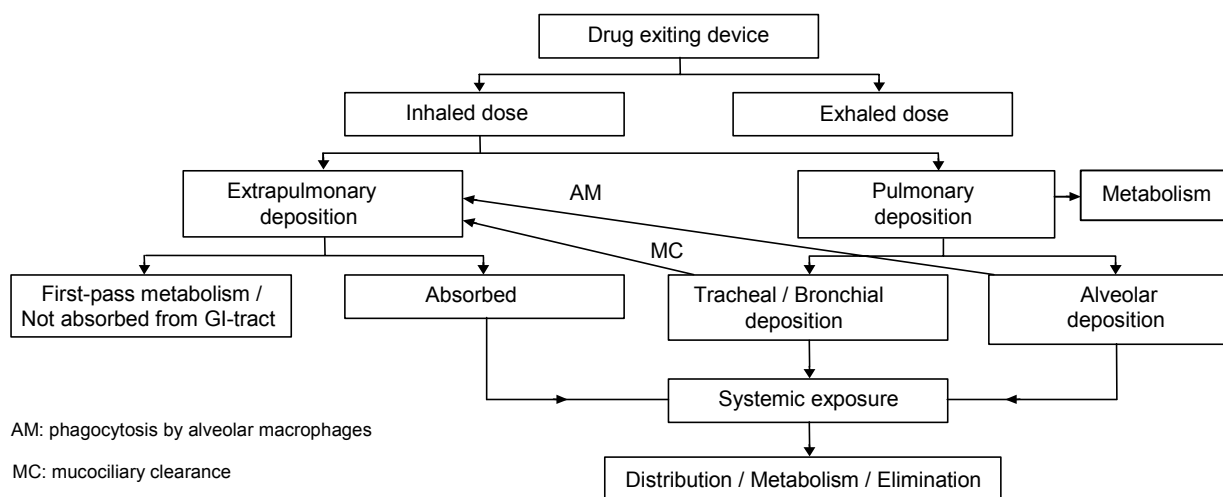 Drug exiting device
Inhaled dose
Exhaled dose
Extrapulmonary
deposition
AM
Pulmonary
deposition
Metabolism
MC
First-pass metabolism /
Not absorbed from GI-tract
Absorbed
Tracheal / Bronchial
deposition
Alveolar
deposition
Systemic exposure
AM: phagocytosis by alveolar macrophages
MC: mucociliary clearance
Distribution / Metabolism / Elimination